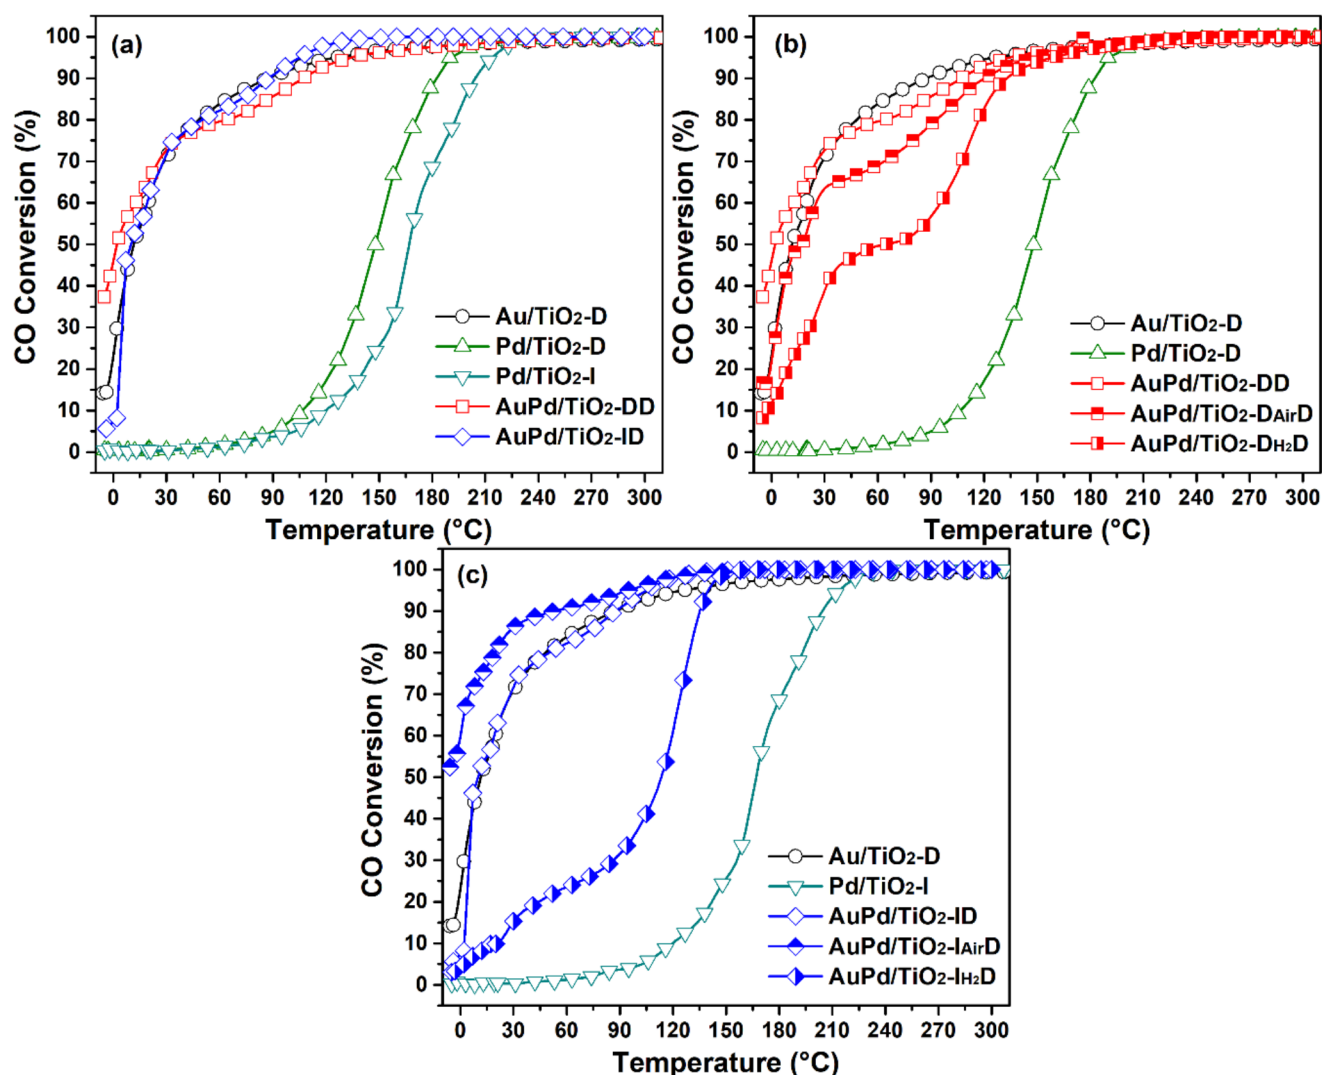 (a)
CO Conversion (%)
100
90
80
70
60
50
40
30
20
10
0
Au/TiO2-D
Pd/TiO2-D
Pd/TiO2-I
AuPd/TiO2-DD
AuPd/TiO2-ID
0 30 60 90 120 150 180 210 240 270 300
Temperature (°C)
(b)
CO Conversion (%)
100
90
80
70
60
50
40
30
20
10
0
Au/TiO2-D
Pd/TiO2-D
AuPd/TiO2-DD
AuPd/TiO2-DAirD
AuPd/TiO2-DH2D
0 30 60 90 120 150 180 210 240 270 300
Temperature (°C)
(c)
CO Conversion (%)
100
90
80
70
60
50
40
30
20
10
0
Au/TiO2-D
Pd/TiO2-I
AuPd/TiO2-ID
AuPd/TiO2-IAirD
AuPd/TiO2-IH2D
0 30 60 90 120 150 180 210 240 270 300
Temperature (°C)